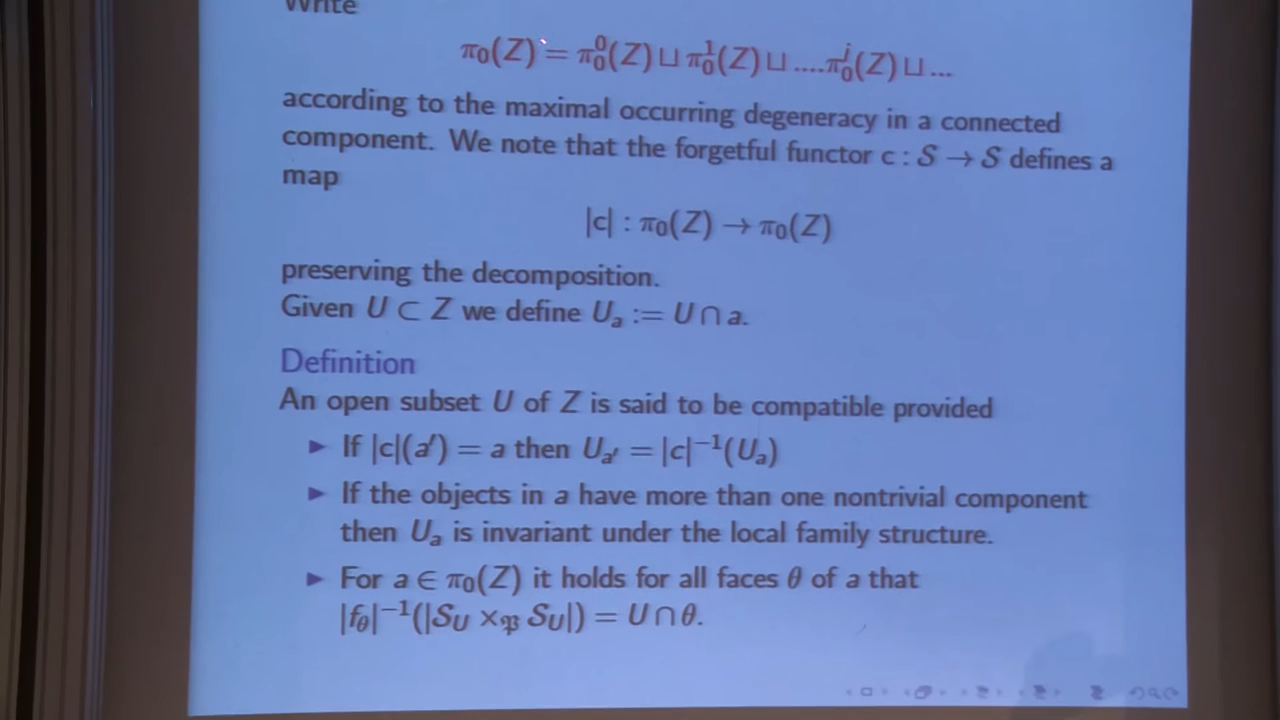 Write
π₀(Z) = π₀⁰(Z) ⊔ π₀¹(Z) ⊔ ....π₀ⁱ(Z) ⊔ ...
according to the maximal occurring degeneracy in a connected
component. We note that the forgetful functor c : S → S defines a
map
|c| : π₀(Z) → π₀(Z)
preserving the decomposition.
Given U ⊂ Z we define Uₐ := U ∩ a.
Definition
An open subset U of Z is said to be compatible provided
▶ If |c|(a′) = a then Uₐ′ = |c|⁻¹(Uₐ)
▶ If the objects in a have more than one nontrivial component
then Uₐ is invariant under the local family structure.
▶ For a ∈ π₀(Z) it holds for all faces θ of a that
|f_θ|⁻¹(|S_U ×_𝔓 S_U|) = U ∩ θ.